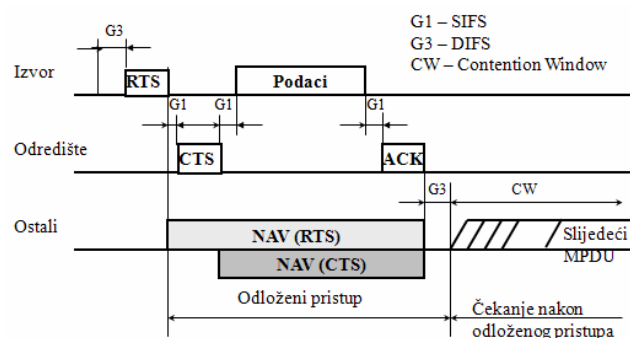 G3
G1 – SIFS
G3 – DIFS
CW – Contention Window
Izvor
RTS
Podaci
G1
G1
G1
Odredište
CTS
ACK
G3
CW
Ostali
NAV (RTS)
Slijedeći
MPDU
NAV (CTS)
Odloženi pristup
Čekanje nakon
odloženog pristupa